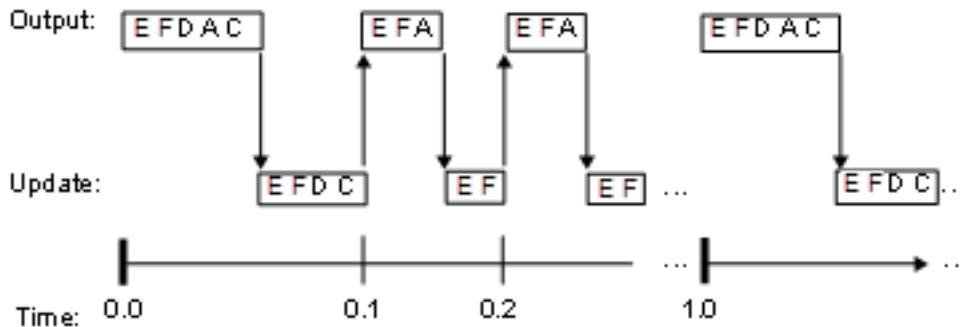 Output: E F D A C E F A E F A E F D A C
Update: E F D C E F E F ... E F D C ..
... ..
Time: 0.0 0.1 0.2 1.0